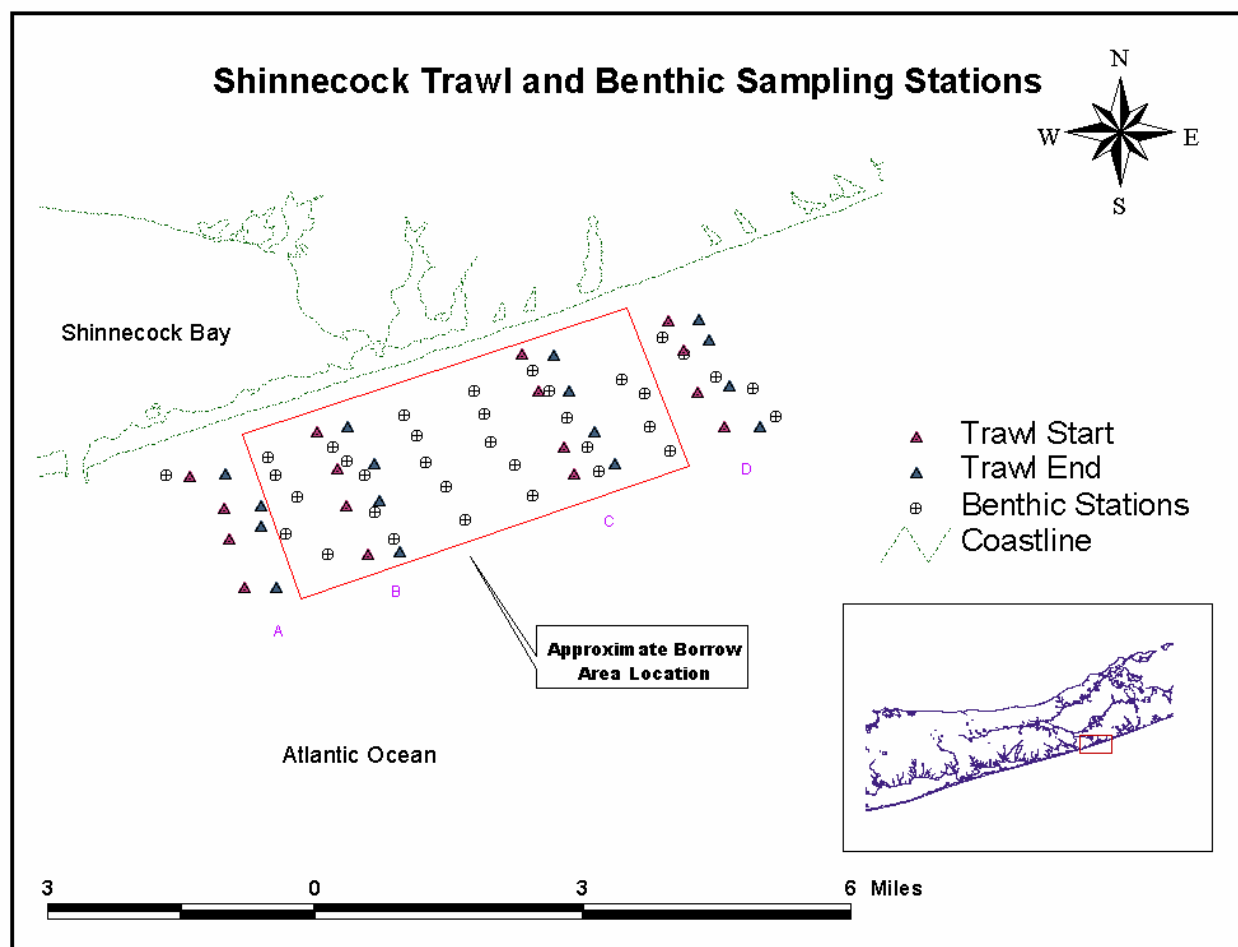 Shinnecock Trawl and Benthic Sampling Stations
N
W
E
S
Shinnecock Bay
Trawl Start
Trawl End
Benthic Stations
Coastline
D
C
B
A
Approximate Borrow
Area Location
Atlantic Ocean
3
0
3
6
Miles